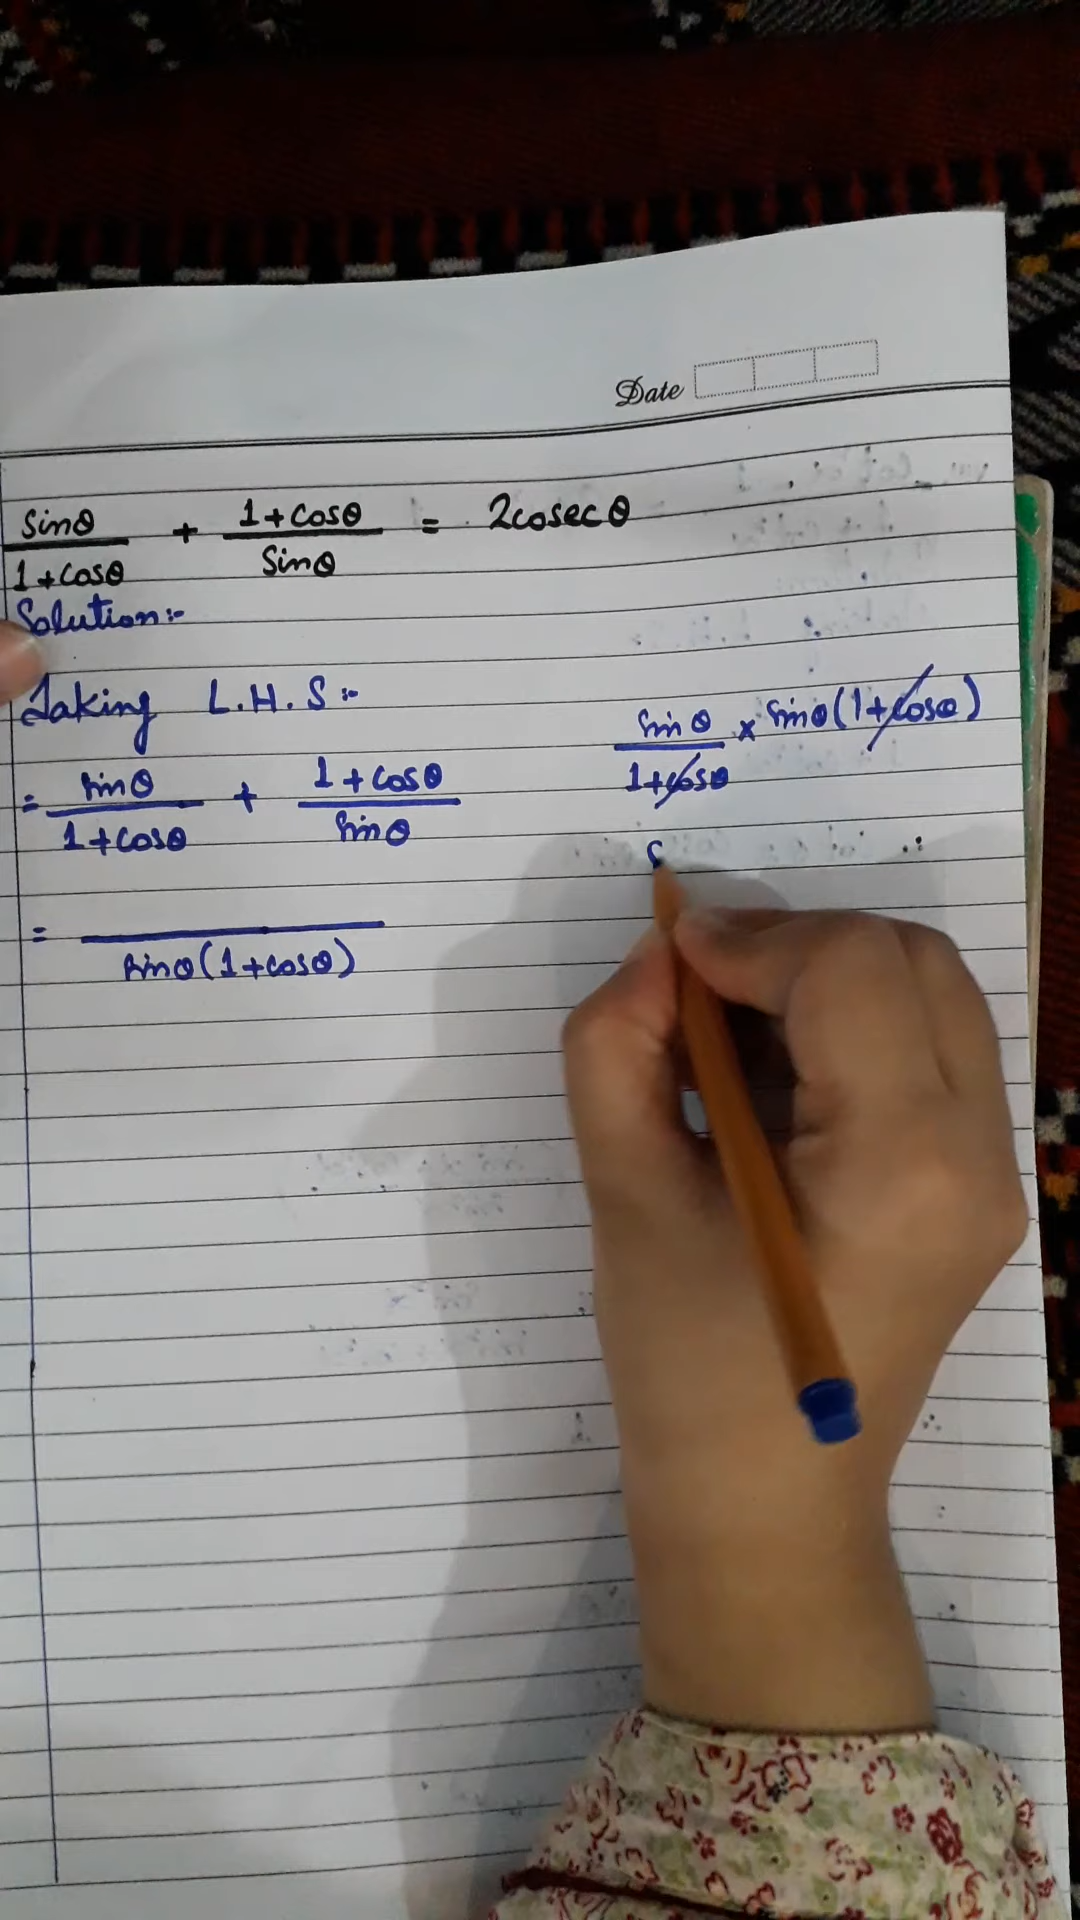 Date
sinθ/1+cosθ + 1+cosθ/sinθ = 2cosecθ
Solution:-
Taking L.H.S:-
= sinθ/1+cosθ + 1+cosθ/sinθ
= /sinθ(1+cosθ)
sinθ/1+cosθ × sinθ(1+cosθ)
S